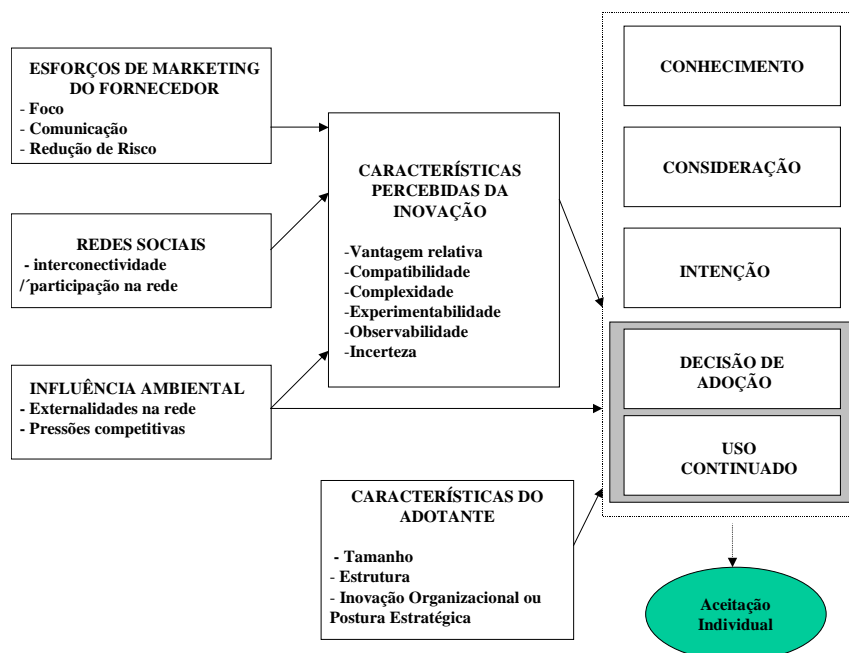 ESFORÇOS DE MARKETING
DO FORNECEDOR
- Foco
- Comunicação
- Redução de Risco
REDES SOCIAIS
- interconectividade
/´participação na rede
INFLUÊNCIA AMBIENTAL
- Externalidades na rede
- Pressões competitivas
CARACTERÍSTICAS
PERCEBIDAS DA
INOVAÇÃO
-Vantagem relativa
-Compatibilidade
-Complexidade
-Experimentabilidade
-Observabilidade
-Incerteza
CARACTERÍSTICAS DO
ADOTANTE
- Tamanho
- Estrutura
- Inovação Organizacional ou
Postura Estratégica
CONHECIMENTO
CONSIDERAÇÃO
INTENÇÃO
DECISÃO DE
ADOÇÃO
USO
CONTINUADO
Aceitação
Individual